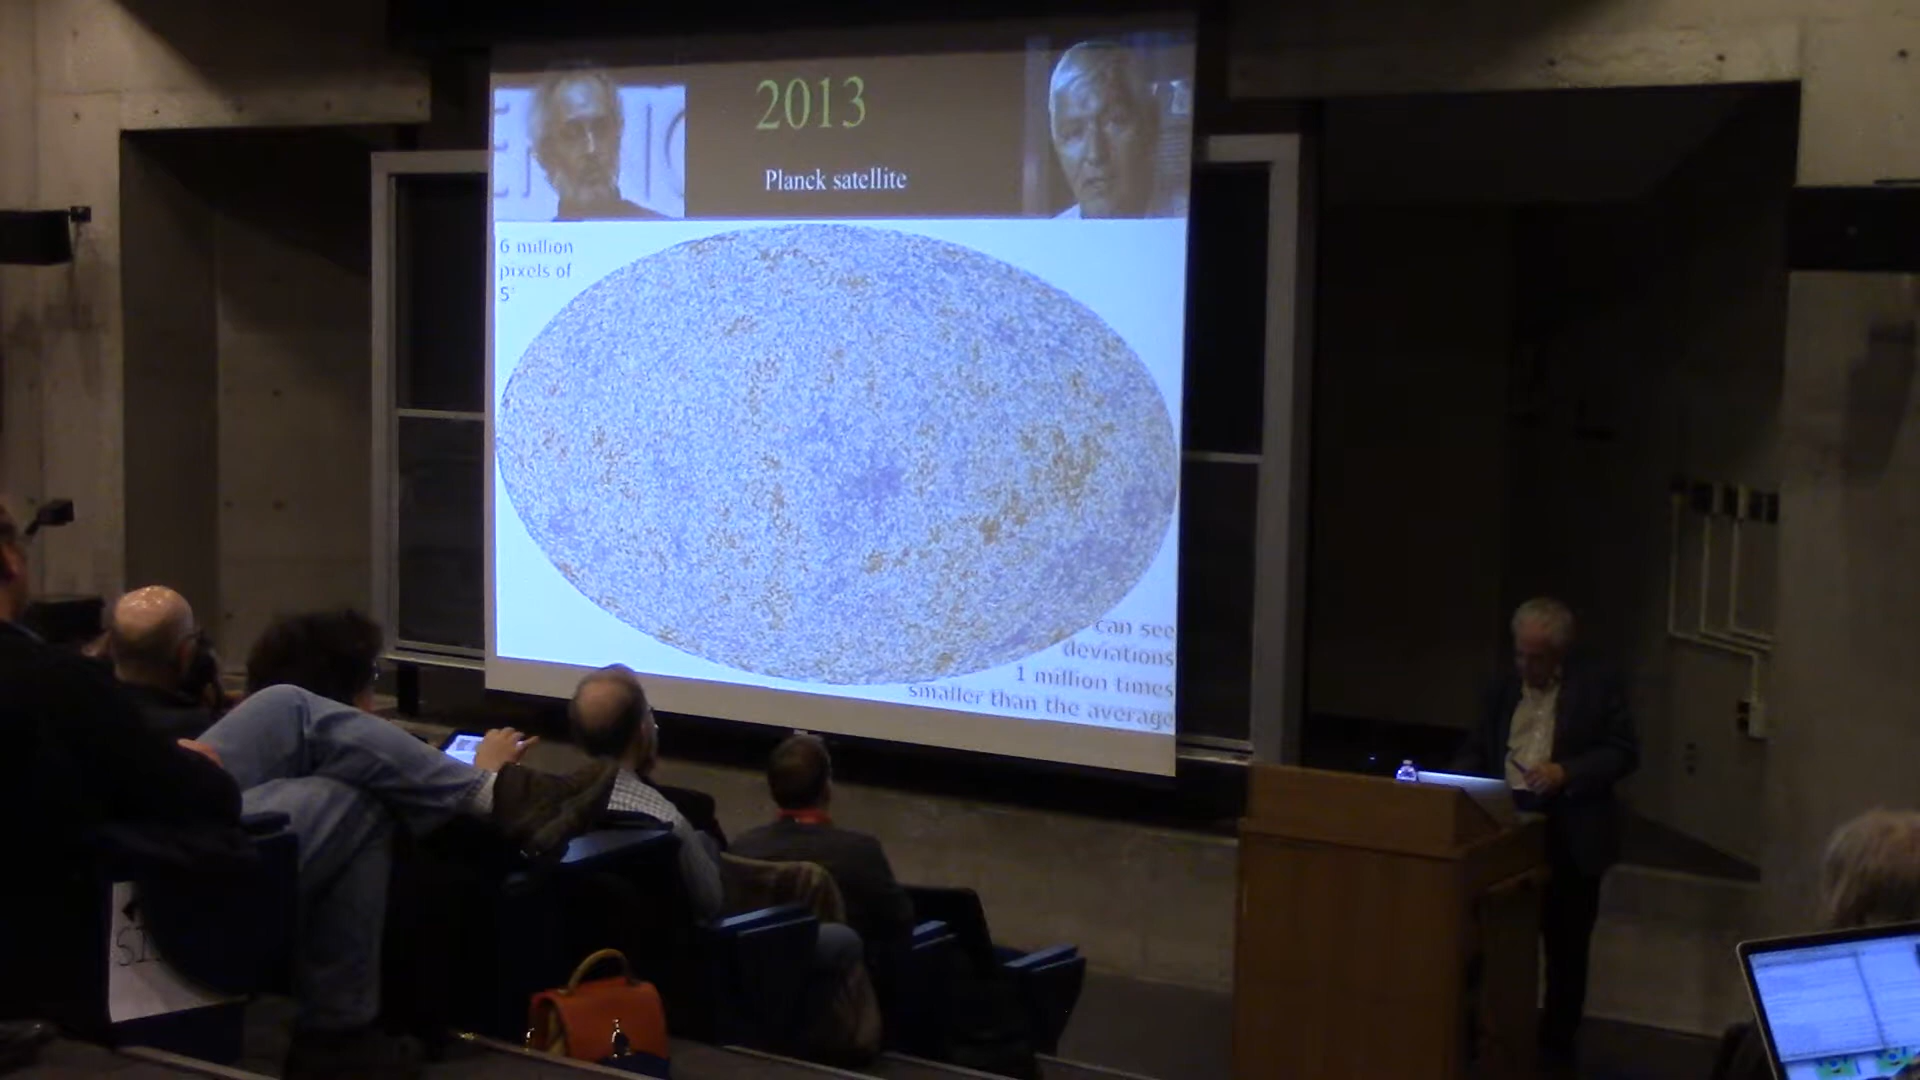 2013
Planck satellite
6 million
pixels of
5'
can see
deviations
1 million times
smaller than the average